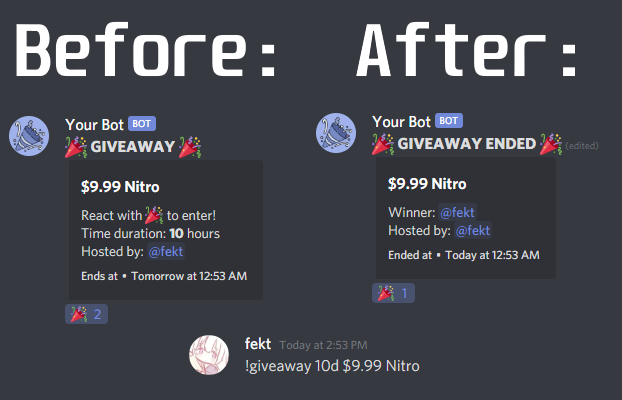 Before:
Your Bot BOT
🎉 GIVEAWAY 🎉
$9.99 Nitro
React with 🎉 to enter!
Time duration: 10 hours
Hosted by: @fekt
Ends at • Tomorrow at 12:53 AM
🎉 2
After:
Your Bot BOT
🎉 GIVEAWAY ENDED 🎉 (edited)
$9.99 Nitro
Winner: @fekt
Hosted by: @fekt
Ended at • Today at 12:53 AM
🎉 1
fekt Today at 2:53 PM
!giveaway 10d $9.99 Nitro